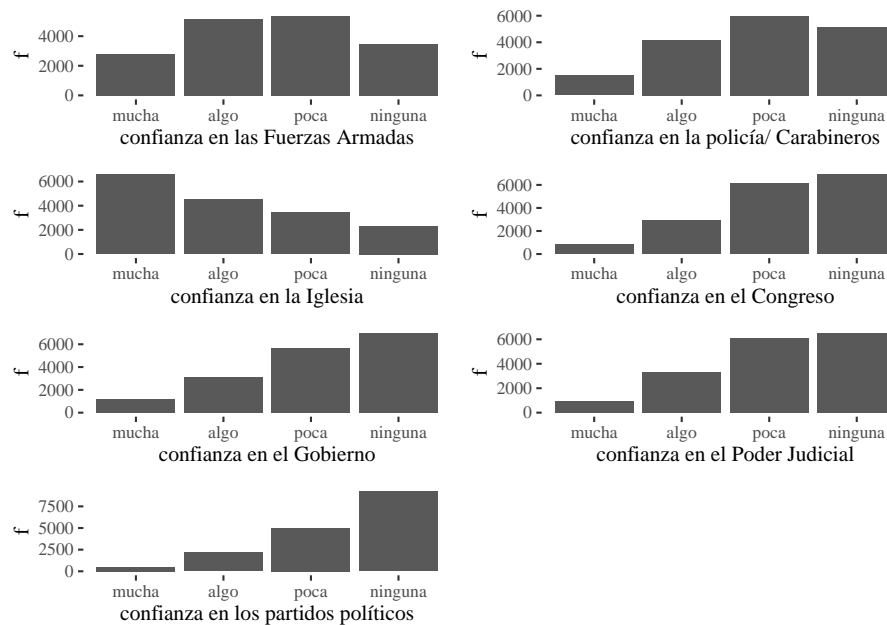 f
4000
2000
0
mucha algo poca ninguna
confianza en las Fuerzas Armadas
f
6000
4000
2000
0
mucha algo poca ninguna
confianza en la policía/ Carabineros
f
6000
4000
2000
0
mucha algo poca ninguna
confianza en la Iglesia
f
6000
4000
2000
0
mucha algo poca ninguna
confianza en el Congreso
f
6000
4000
2000
0
mucha algo poca ninguna
confianza en el Gobierno
f
6000
4000
2000
0
mucha algo poca ninguna
confianza en el Poder Judicial
f
7500
5000
2500
0
mucha algo poca ninguna
confianza en los partidos políticos